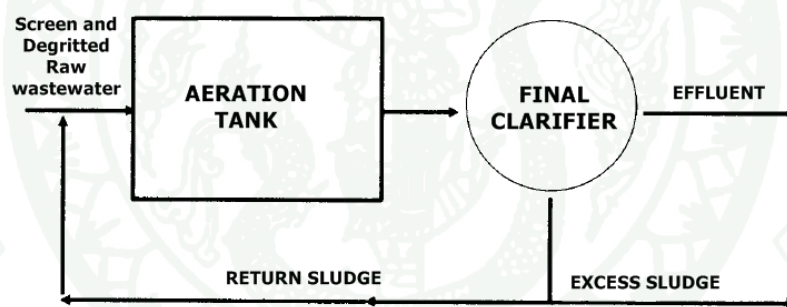 Screen and
Degritted
Raw
wastewater
AERATION
TANK
FINAL
CLARIFIER
EFFLUENT
RETURN SLUDGE
EXCESS SLUDGE